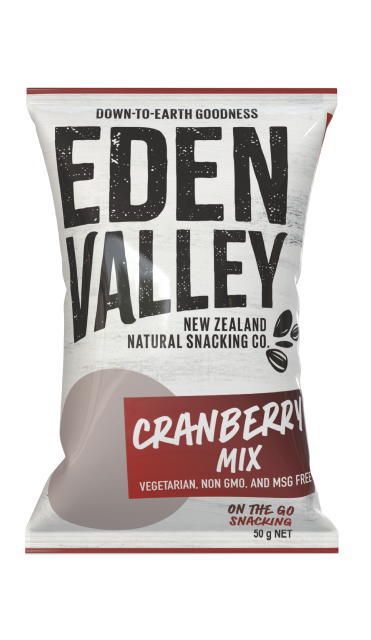 DOWN-TO-EARTH GOODNESS
EDEN
VALLEY
NEW ZEALAND
NATURAL SNACKING CO.
CRANBERRY
MIX
VEGETARIAN, NON GMO, AND MSG FREE
ON THE GO
SNACKING
50 g NET